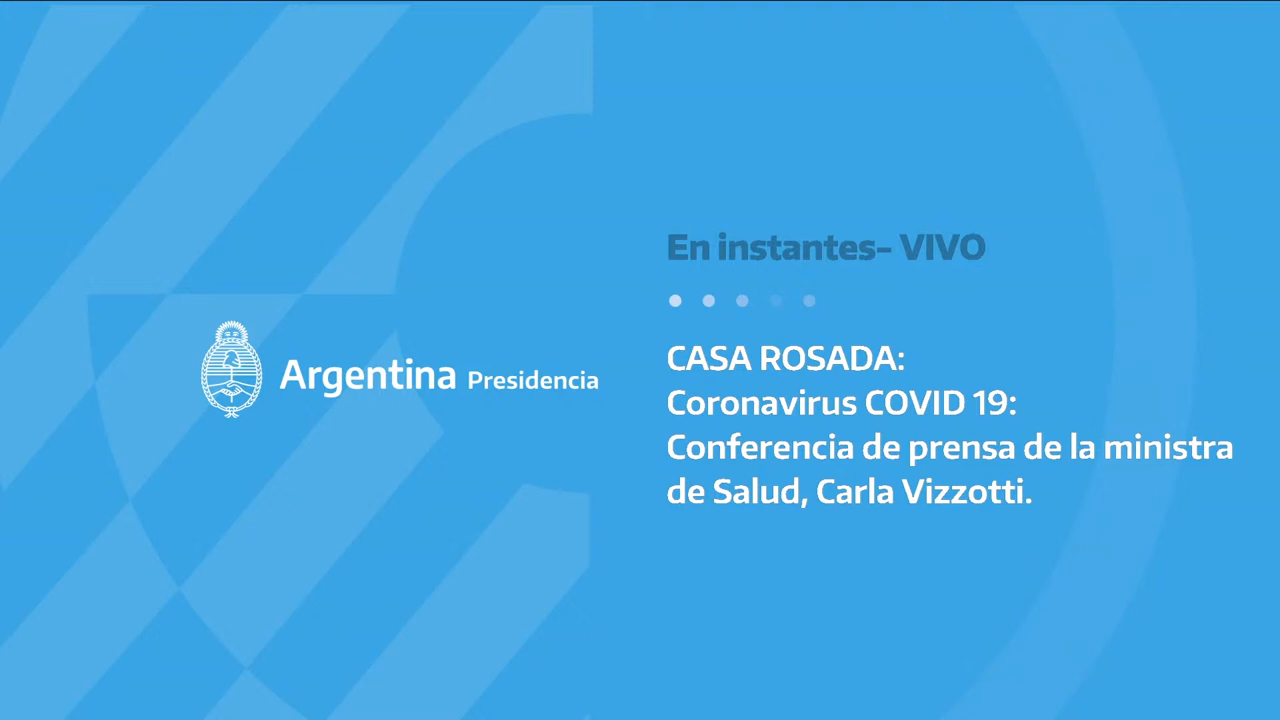 Argentina Presidencia
En instantes- VIVO
CASA ROSADA:
Coronavirus COVID 19:
Conferencia de prensa de la ministra
de Salud, Carla Vizzotti.